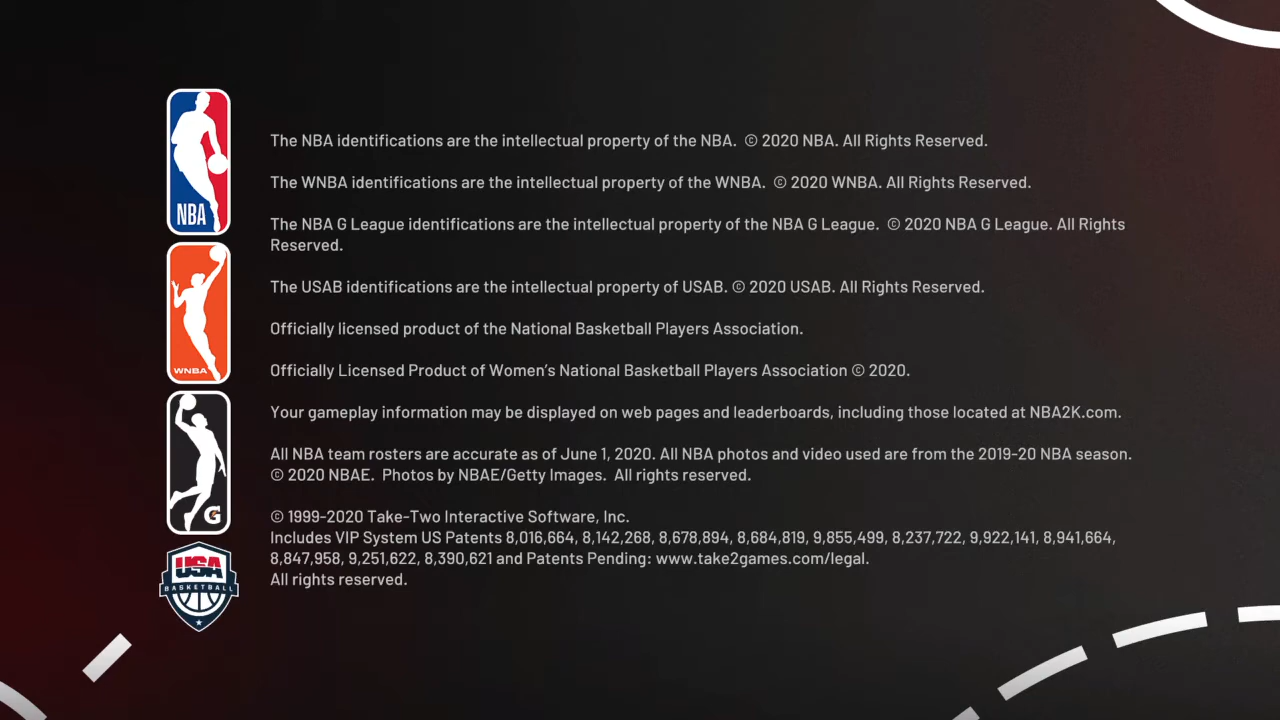 The NBA identifications are the intellectual property of the NBA.  © 2020 NBA. All Rights Reserved.
NBA
The WNBA identifications are the intellectual property of the WNBA.  © 2020 WNBA. All Rights Reserved.
The NBA G League identifications are the intellectual property of the NBA G League.  © 2020 NBA G League. All Rights
Reserved.
The USAB identifications are the intellectual property of USAB. © 2020 USAB. All Rights Reserved.
Officially licensed product of the National Basketball Players Association.
WNBA
Officially Licensed Product of Women’s National Basketball Players Association © 2020.
Your gameplay information may be displayed on web pages and leaderboards, including those located at NBA2K.com.
All NBA team rosters are accurate as of June 1, 2020. All NBA photos and video used are from the 2019-20 NBA season.
© 2020 NBAE.  Photos by NBAE/Getty Images.  All rights reserved.
G
© 1999-2020 Take-Two Interactive Software, Inc.
Includes VIP System US Patents 8,016,664, 8,142,268, 8,678,894, 8,684,819, 9,855,499, 8,237,722, 9,922,141, 8,941,664,
8,847,958, 9,251,622, 8,390,621 and Patents Pending: www.take2games.com/legal.
All rights reserved.
USA
BASKETBALL